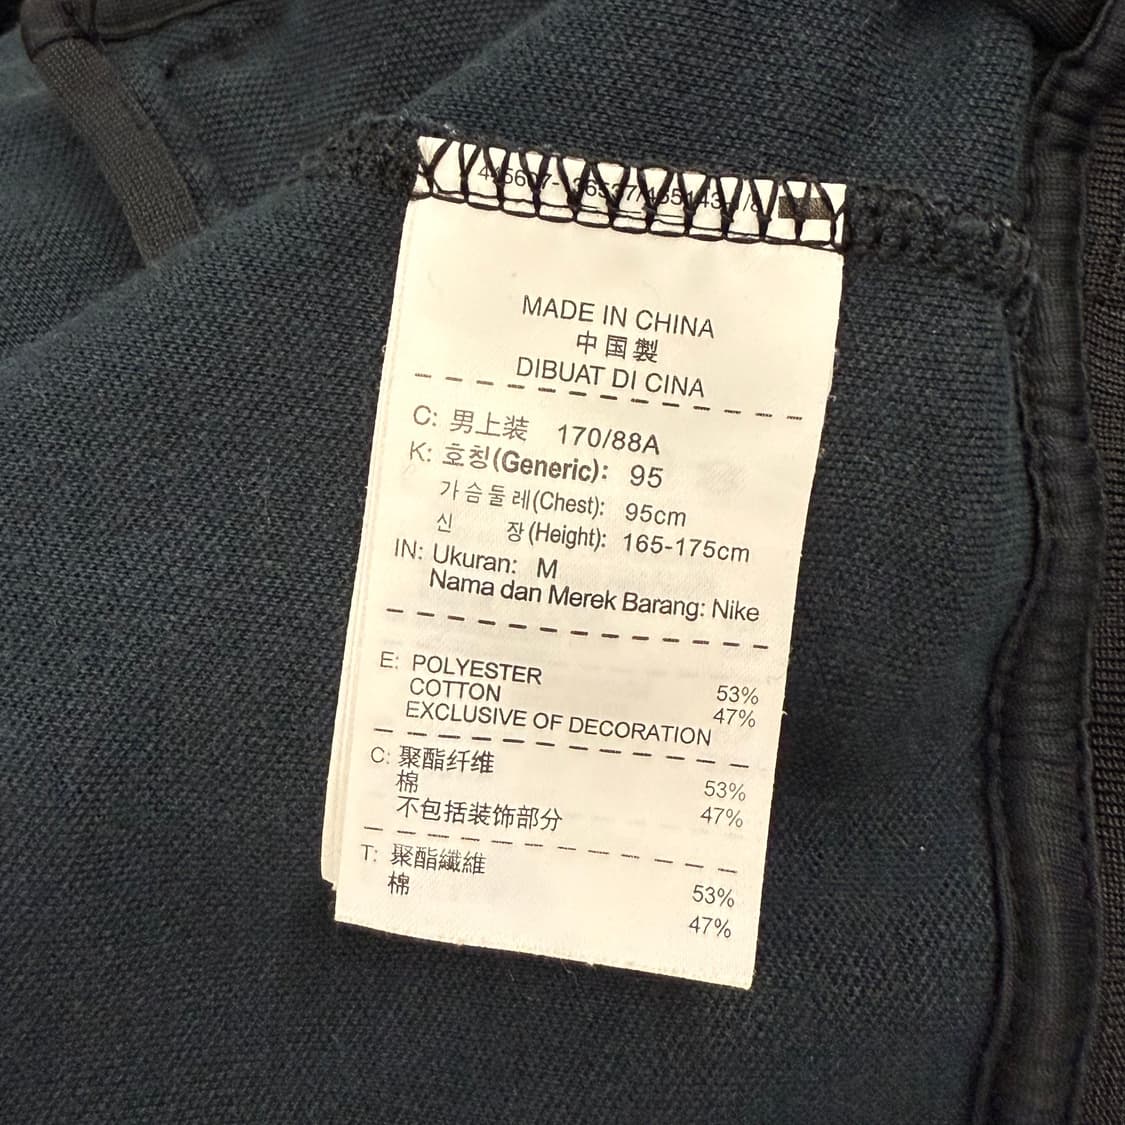 MADE IN CHINA
中国製
DIBUAT DI CINA
C: 男上装 170/88A
K: 호칭(Generic): 95
가슴둘레(Chest): 95cm
신 장(Height): 165-175cm
IN: Ukuran: M
Nama dan Merek Barang: Nike
E: POLYESTER 53%
COTTON 47%
EXCLUSIVE OF DECORATION
C: 聚酯纤维 53%
棉 47%
不包括装饰部分
T: 聚酯纖維 53%
棉 47%